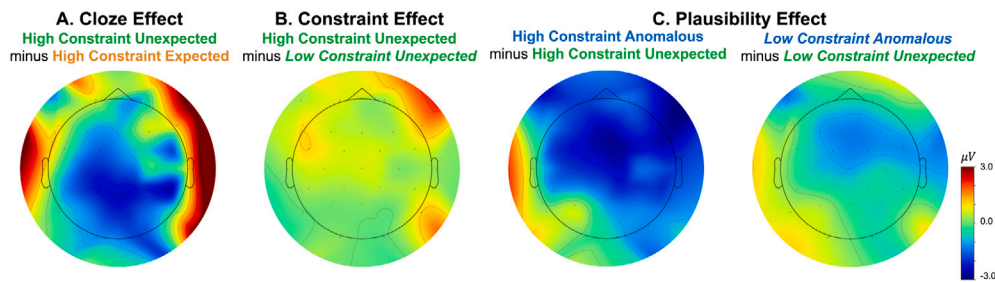 A. Cloze Effect
High Constraint Unexpected
minus High Constraint Expected
B. Constraint Effect
High Constraint Unexpected
minus Low Constraint Unexpected
C. Plausibility Effect
High Constraint Anomalous
minus High Constraint Unexpected
Low Constraint Anomalous
minus Low Constraint Unexpected
μV
3.0
0.0
-3.0